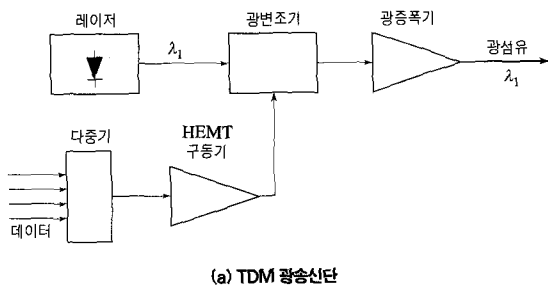 레이저
광변조기
광증폭기
λ₁
광섬유
λ₁
다중기
HEMT
구동기
데이터
(a) TDM 광송신단